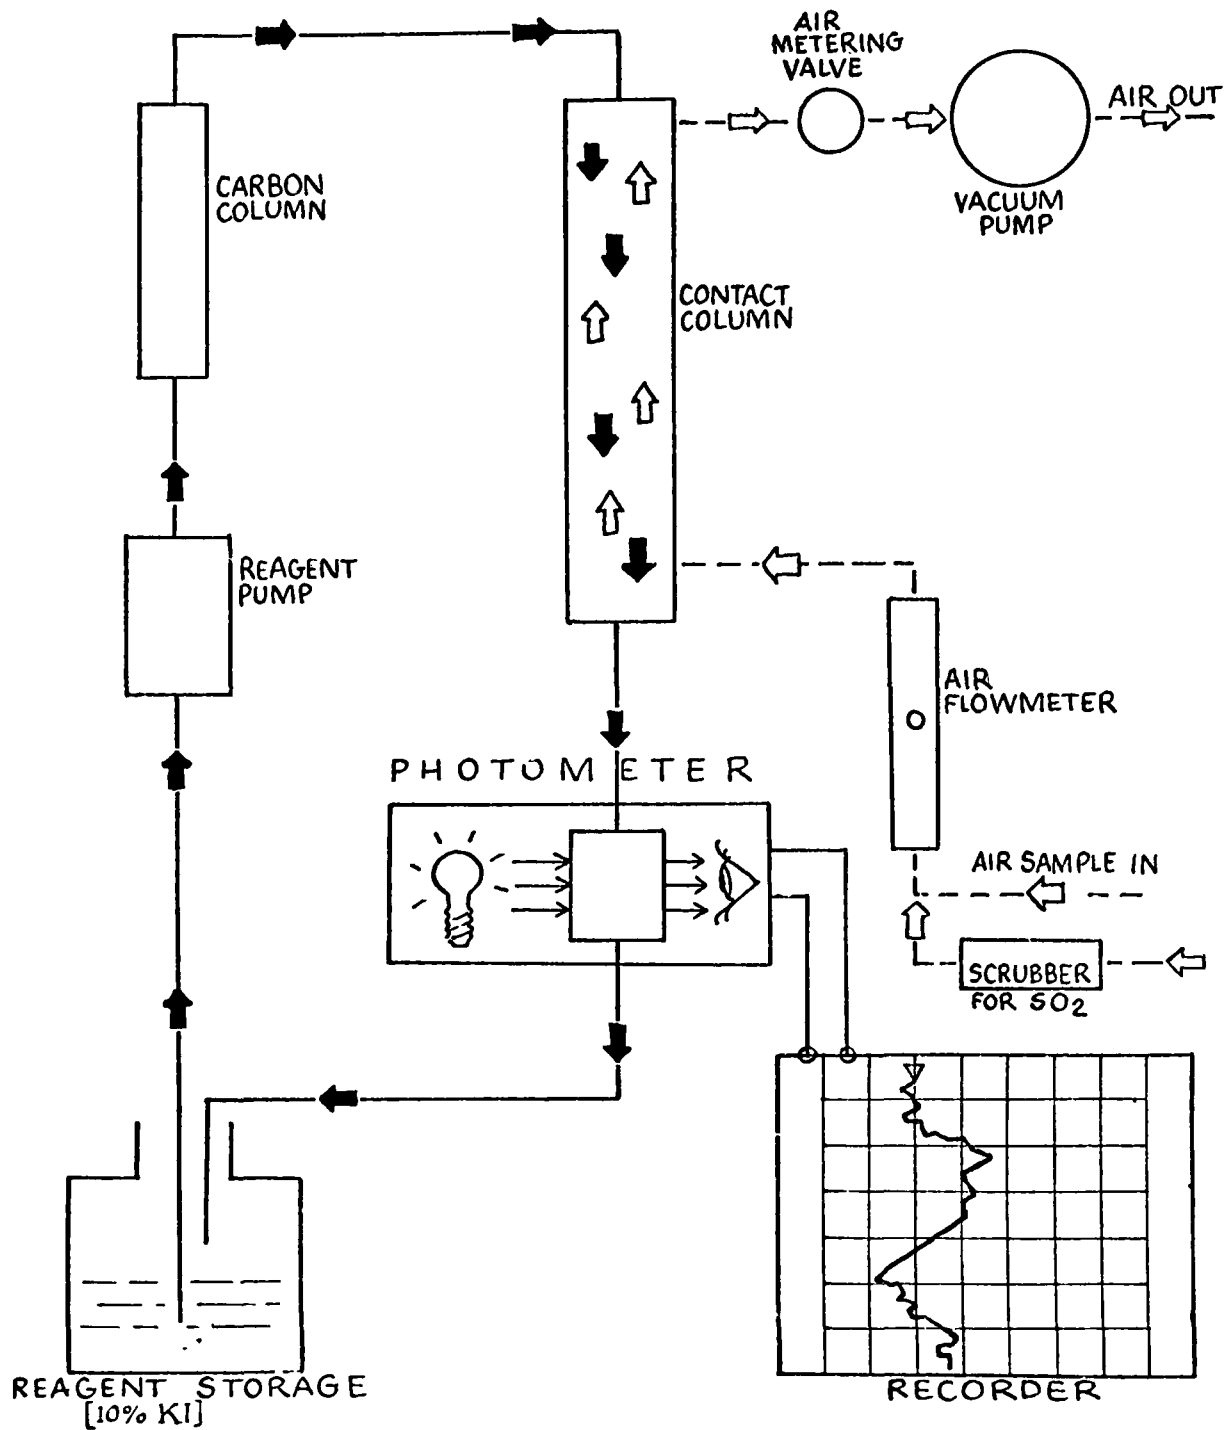 AIR
METERING
VALVE
AIR OUT
VACUUM
PUMP
CARBON
COLUMN
CONTACT
COLUMN
REAGENT
PUMP
AIR
FLOWMETER
PHOTOMETER
AIR SAMPLE IN
SCRUBBER
FOR SO2
REAGENT STORAGE
[10% KI]
RECORDER